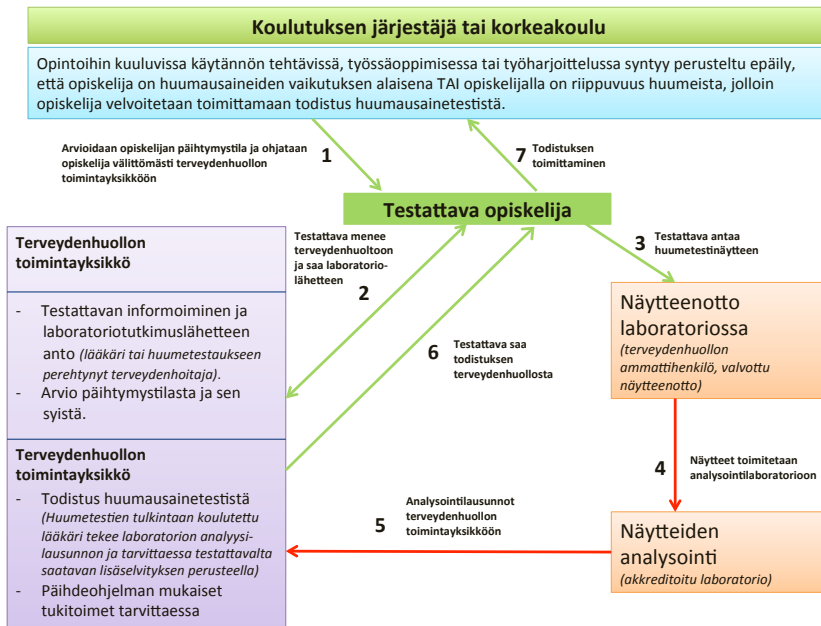 Koulutuksen järjestäjä tai korkeakoulu
Opintoihin kuuluvissa käytännön tehtävissä, työssäoppimisessa tai työharjoittelussa syntyy perusteltu epäily,
että opiskelija on huumausaineiden vaikutuksen alaisena TAI opiskelijalla on riippuvuus huumeista, jolloin
opiskelija velvoitetaan toimittamaan todistus huumausainetestistä.
Arvioidaan opiskelijan päihtymystila ja ohjataan
opiskelija välittömästi terveydenhuollon
toimintayksikköön
1
7
Todistuksen
toimittaminen
Testattava opiskelija
Terveydenhuollon
toimintayksikkö
- Testattavan informoiminen ja
laboratoriotutkimuslähetteen
anto (lääkäri tai huumetestaukseen
perehtynyt terveydenhoitaja).
- Arvio päihtymystilasta ja sen
syistä.
Testattava menee
terveydenhuoltoon
ja saa laboratorio-
lähetteen
2
3
Testattava antaa
huumetestinäytteen
Näytteenotto
laboratoriossa
(terveydenhuollon
ammattihenkilö, valvottu
näytteenotto)
6
Testattava saa
todistuksen
terveydenhuollosta
4
Näytteet toimitetaan
analysointilaboratorioon
Terveydenhuollon
toimintayksikkö
- Todistus huumausainetestistä
(Huumetestien tulkintaan koulutettu
lääkäri tekee laboratorion analyysi-
lausunnon ja tarvittaessa testattavalta
saatavan lisäselvityksen perusteella)
- Päihdeohjelman mukaiset
tukitoimet tarvittaessa
5
Analysointilausunnot
terveydenhuollon
toimintayksikköön
Näytteiden
analysointi
(akkreditoitu laboratorio)